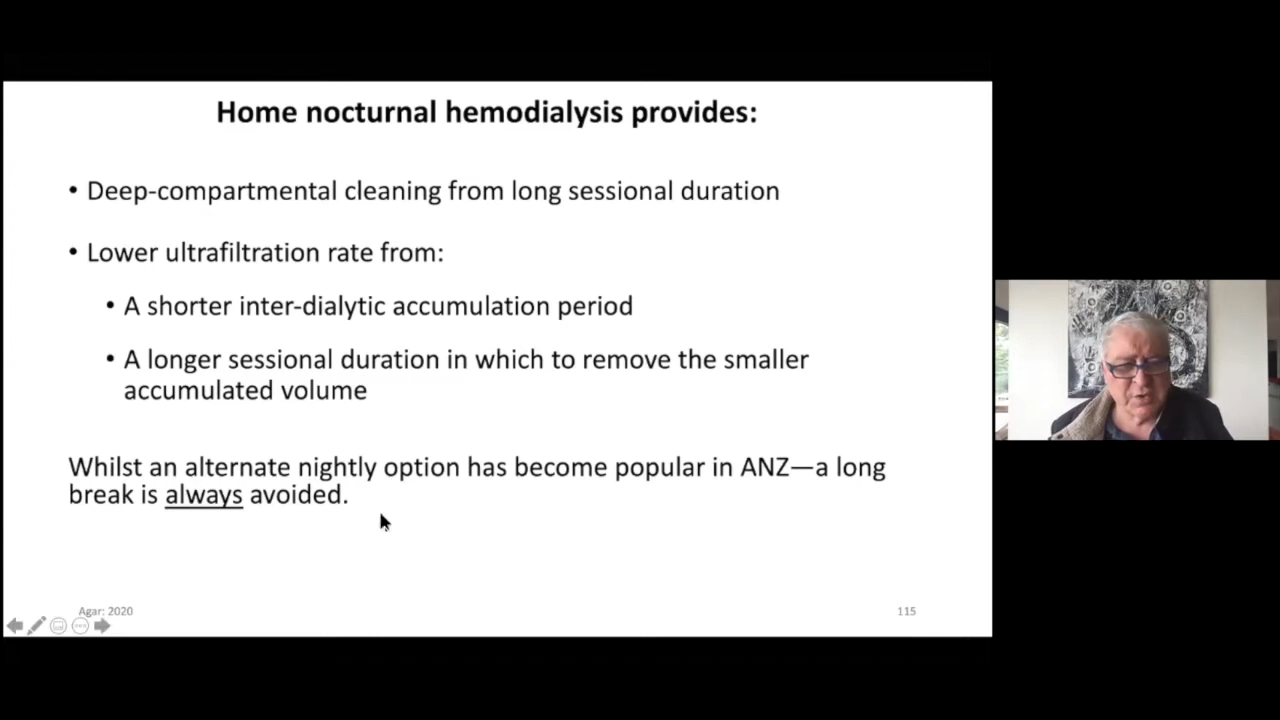 Home nocturnal hemodialysis provides:
• Deep-compartmental cleaning from long sessional duration
• Lower ultrafiltration rate from:
• A shorter inter-dialytic accumulation period
• A longer sessional duration in which to remove the smaller
accumulated volume
Whilst an alternate nightly option has become popular in ANZ—a long
break is always avoided.
Agar: 2020
115